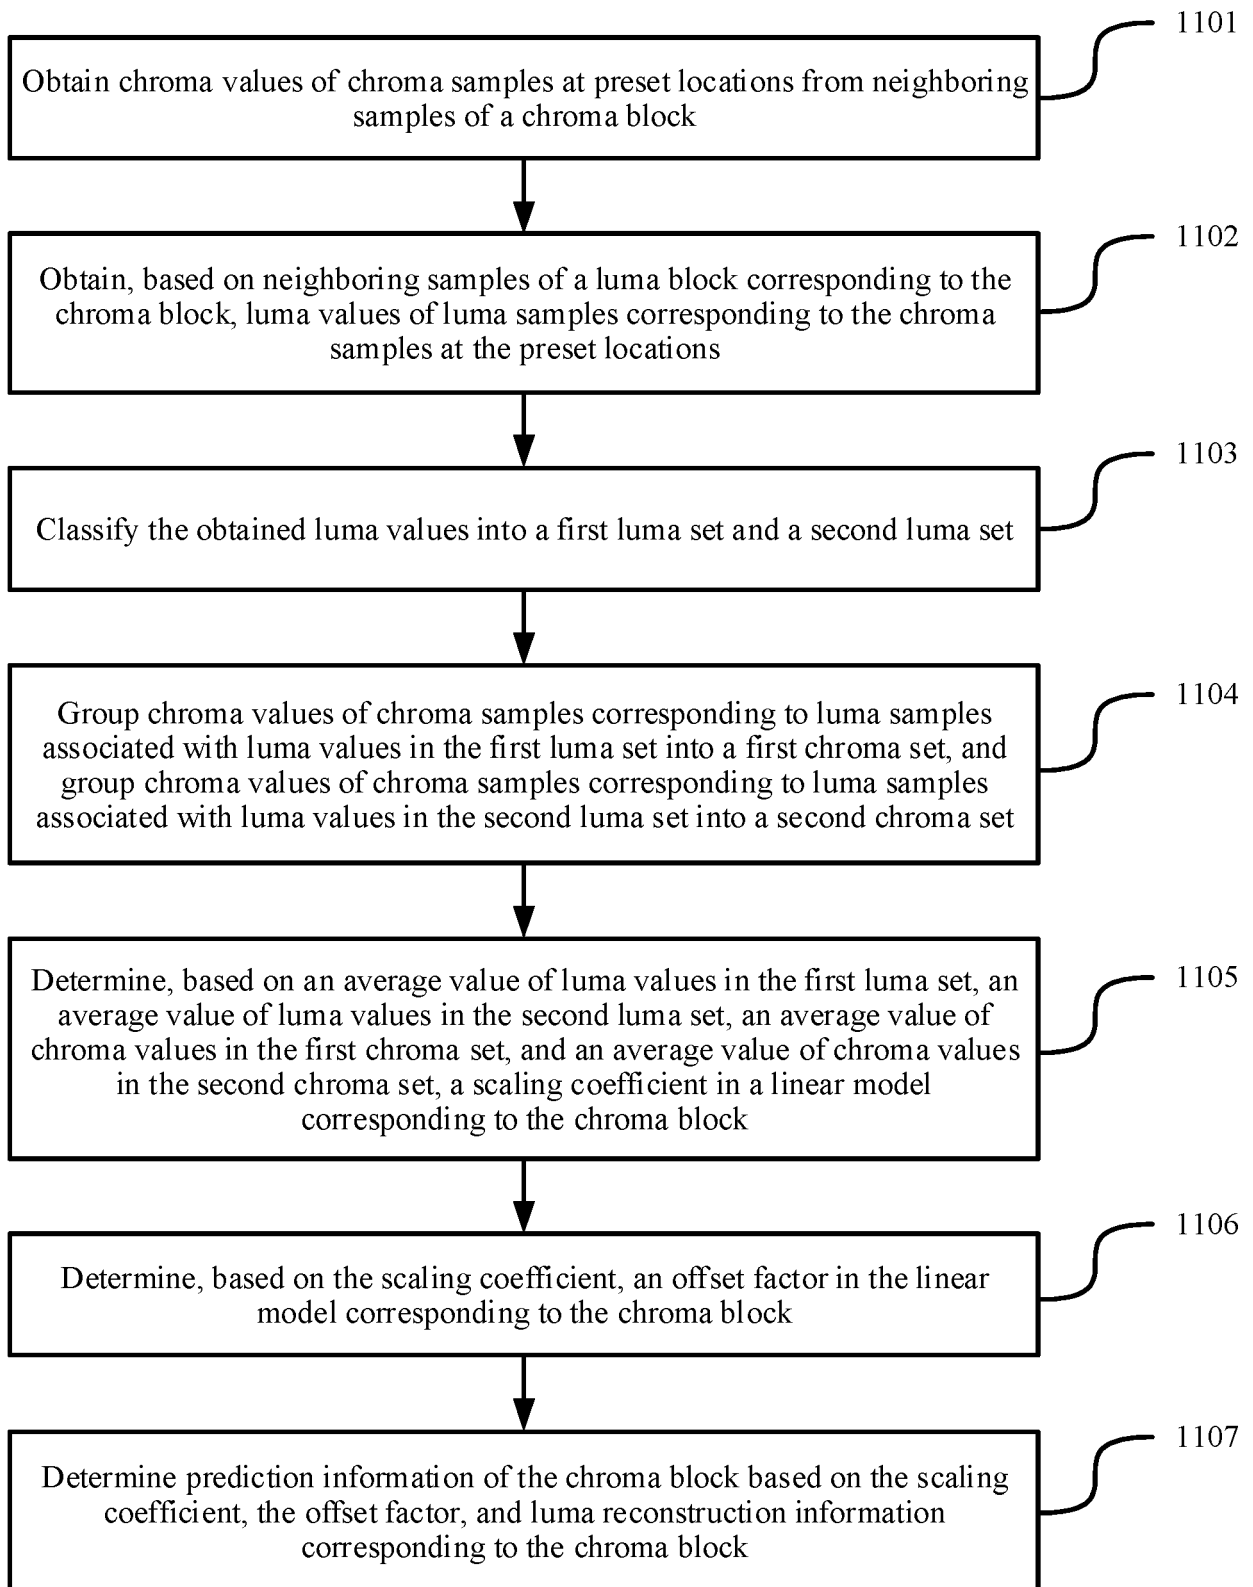 1101
Obtain chroma values of chroma samples at preset locations from neighboring
samples of a chroma block
1102
Obtain, based on neighboring samples of a luma block corresponding to the
chroma block, luma values of luma samples corresponding to the chroma
samples at the preset locations
1103
Classify the obtained luma values into a first luma set and a second luma set
1104
Group chroma values of chroma samples corresponding to luma samples
associated with luma values in the first luma set into a first chroma set, and
group chroma values of chroma samples corresponding to luma samples
associated with luma values in the second luma set into a second chroma set
1105
Determine, based on an average value of luma values in the first luma set, an
average value of luma values in the second luma set, an average value of
chroma values in the first chroma set, and an average value of chroma values
in the second chroma set, a scaling coefficient in a linear model
corresponding to the chroma block
1106
Determine, based on the scaling coefficient, an offset factor in the linear
model corresponding to the chroma block
1107
Determine prediction information of the chroma block based on the scaling
coefficient, the offset factor, and luma reconstruction information
corresponding to the chroma block